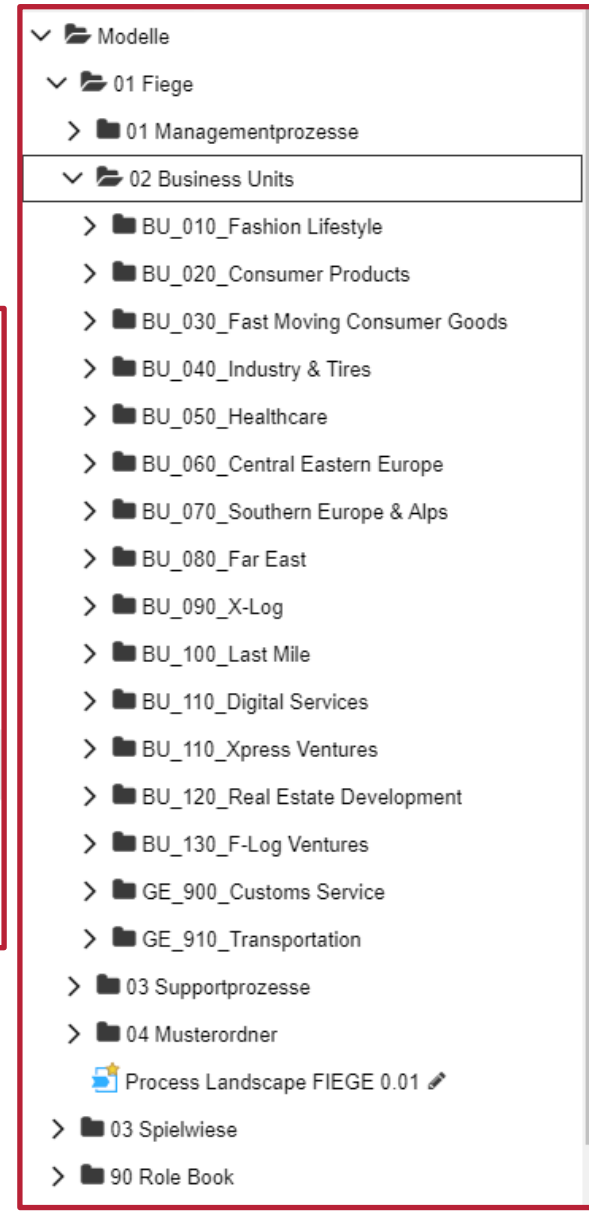 Modelle
01 Fiege
01 Managementprozesse
02 Business Units
BU_010_Fashion Lifestyle
BU_020_Consumer Products
BU_030_Fast Moving Consumer Goods
BU_040_Industry & Tires
BU_050_Healthcare
BU_060_Central Eastern Europe
BU_070_Southern Europe & Alps
BU_080_Far East
BU_090_X-Log
BU_100_Last Mile
BU_110_Digital Services
BU_110_Xpress Ventures
BU_120_Real Estate Development
BU_130_F-Log Ventures
GE_900_Customs Service
GE_910_Transportation
03 Supportprozesse
04 Musterordner
Process Landscape FIEGE 0.01
03 Spielwiese
90 Role Book